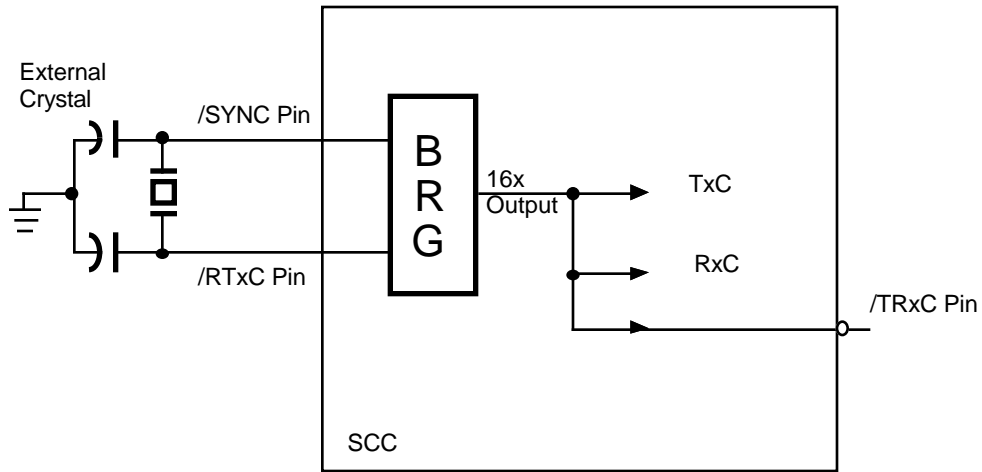 External
Crystal
/SYNC Pin
/RTxC Pin
B
R
G
16x
Output
TxC
RxC
/TRxC Pin
SCC